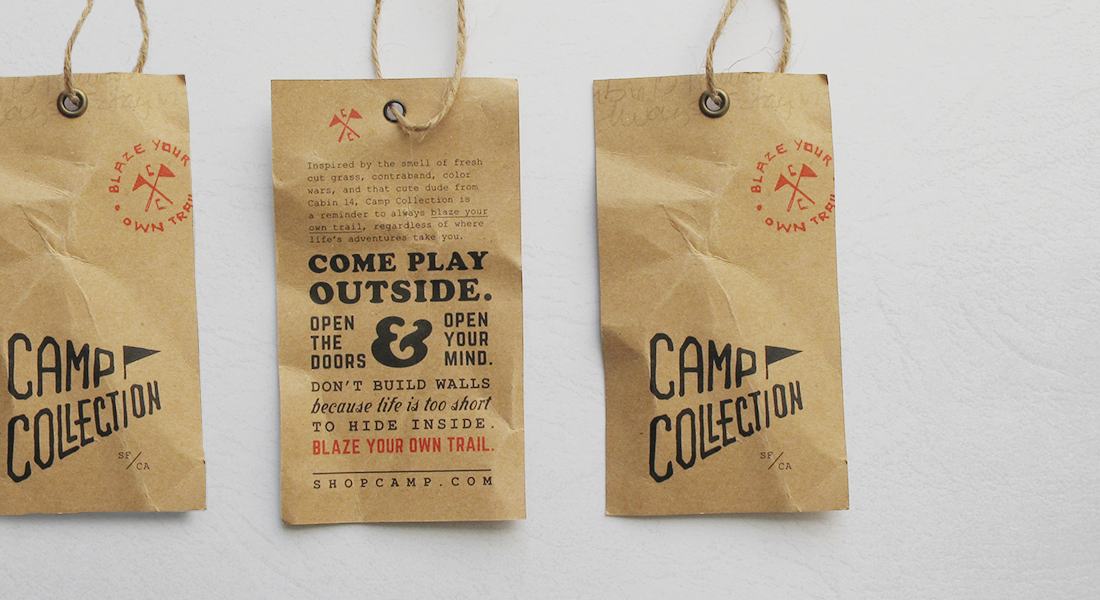 BLAZE YOUR
C C
OWN TRAIL
CAMP
COLLECTION
SF/CA
C
C
Inspired by the smell of fresh
cut grass, contraband, color
wars, and that cute dude from
Cabin 14, Camp Collection is
a reminder to always blaze your
own trail, regardless of where
life's adventures take you.
COME PLAY
OUTSIDE.
OPEN THE DOORS & OPEN YOUR MIND.
DON'T BUILD WALLS
because life is too short
TO HIDE INSIDE.
BLAZE YOUR OWN TRAIL.
SHOPCAMP.COM
BLAZE YOUR
C C
OWN TRAIL
CAMP
COLLECTION
SF/CA